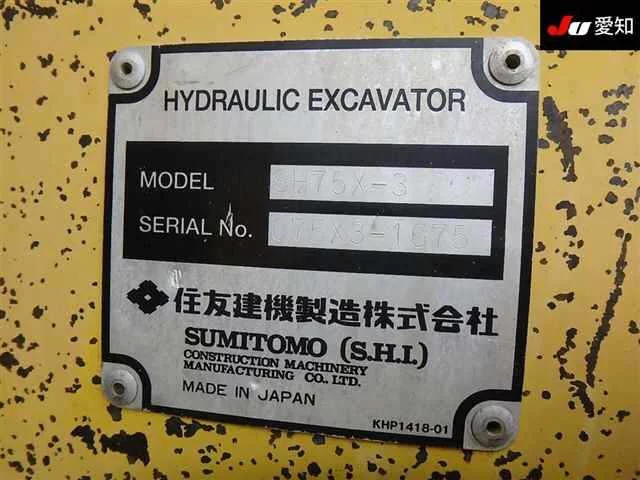 JU 愛知
HYDRAULIC EXCAVATOR
MODEL SH75X-3
SERIAL No.
住友建機製造株式会社
SUMITOMO (S.H.I.)
CONSTRUCTION MACHINERY
MANUFACTURING CO., LTD.
MADE IN JAPAN
KHP1418-01